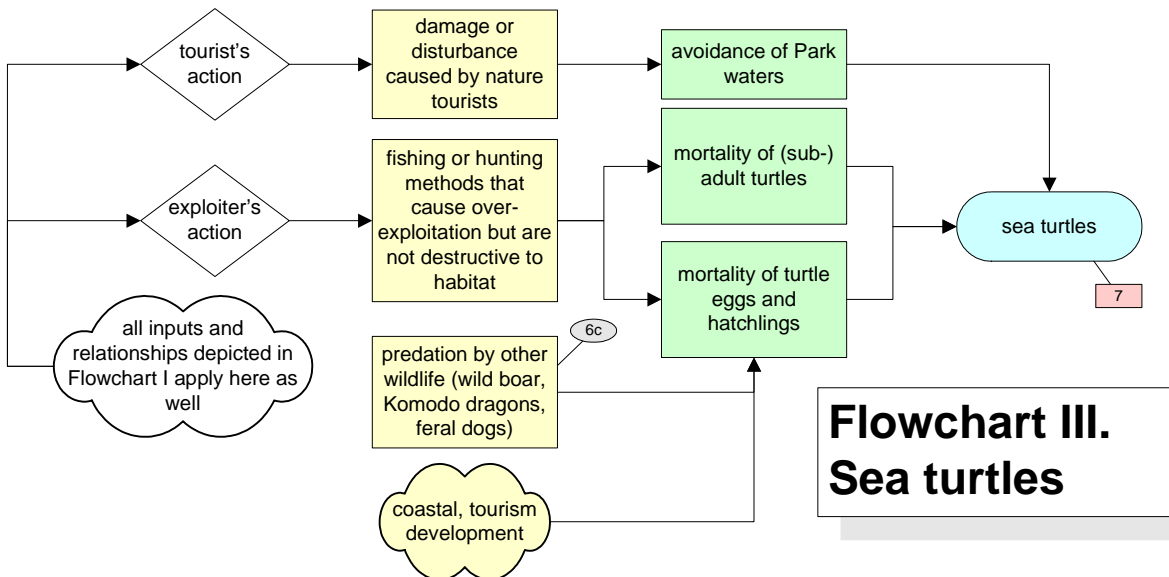 tourist's
action
damage or
disturbance
caused by nature
tourists
avoidance of Park
waters
exploiter's
action
fishing or hunting
methods that
cause over-
exploitation but are
not destructive to
habitat
mortality of (sub-)
adult turtles
mortality of turtle
eggs and
hatchlings
sea turtles
7
all inputs and
relationships depicted in
Flowchart I apply here as
well
6c
predation by other
wildlife (wild boar,
Komodo dragons,
feral dogs)
coastal, tourism
development
Flowchart III.
Sea turtles